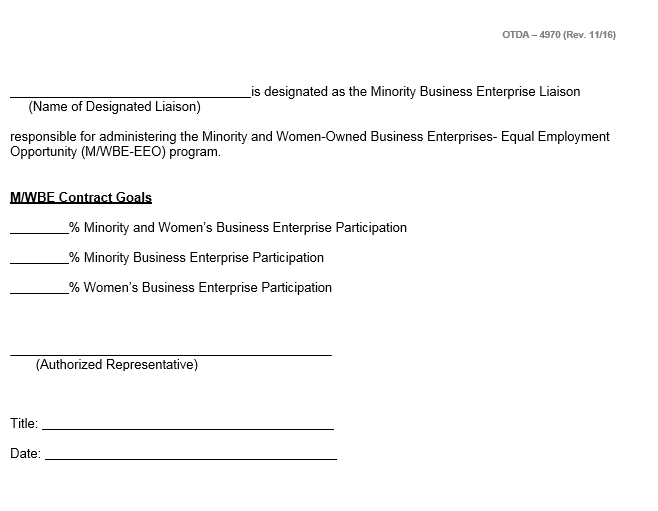 OTDA – 4970 (Rev. 11/16)
__________________________________is designated as the Minority Business Enterprise Liaison
(Name of Designated Liaison)
responsible for administering the Minority and Women-Owned Business Enterprises- Equal Employment
Opportunity (M/WBE-EEO) program.
M/WBE Contract Goals
________% Minority and Women’s Business Enterprise Participation
________% Minority Business Enterprise Participation
________% Women’s Business Enterprise Participation
____________________________________________
(Authorized Representative)
Title: ________________________________________
Date: ________________________________________